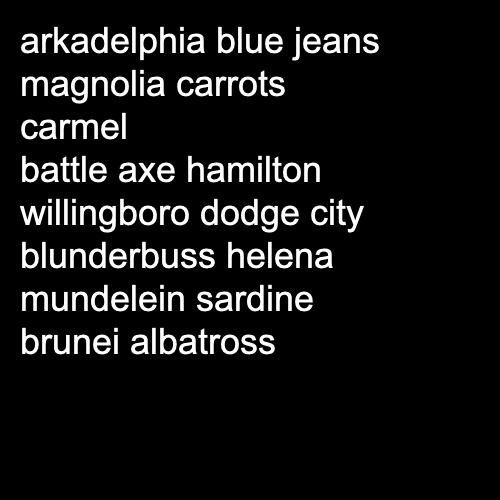 arkadelphia blue jeans
magnolia carrots
carmel
battle axe hamilton
willingboro dodge city
blunderbuss helena
mundelein sardine
brunei albatross